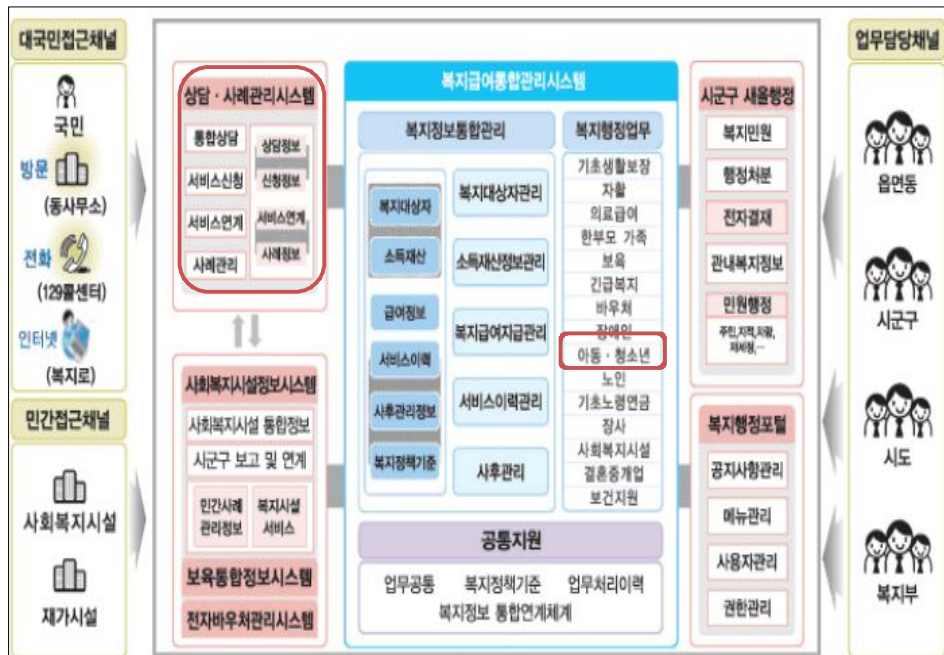 대국민접근채널
국민
방문
(동사무소)
전화
(129콜센터)
인터넷
(복지로)
민간접근채널
사회복지시설
재가시설
상담·사례관리시스템
통합상담
서비스신청
서비스연계
사례관리
상담정보
신청정보
서비스연계
사례정보
사회복지시설정보시스템
사회복지시설 통합정보
시군구 보고 및 연계
민간사례
관리정보
복지시설
서비스
보육통합정보시스템
전자바우처관리시스템
복지급여통합관리시스템
복지정보통합관리
복지대상자
소득재산
급여정보
서비스이력
사후관리정보
복지정책기준
복지대상자관리
소득재산정보관리
복지급여지급관리
서비스이력관리
사후관리
복지행정업무
기초생활보장
자활
의료급여
한부모 가족
보육
긴급복지
바우처
장애인
아동·청소년
노인
기초노령연금
장사
사회복지시설
결혼중개업
보건지원
공통지원
업무공통 복지정책기준 업무처리이력
복지정보 통합연계체계
시군구 새올행정
복지민원
행정처분
전자결재
관내복지정보
민원행정
주민,지적,차량,
재세정,…
복지행정포털
공지사항관리
메뉴관리
사용자관리
권한관리
업무담당채널
읍면동
시군구
시도
복지부